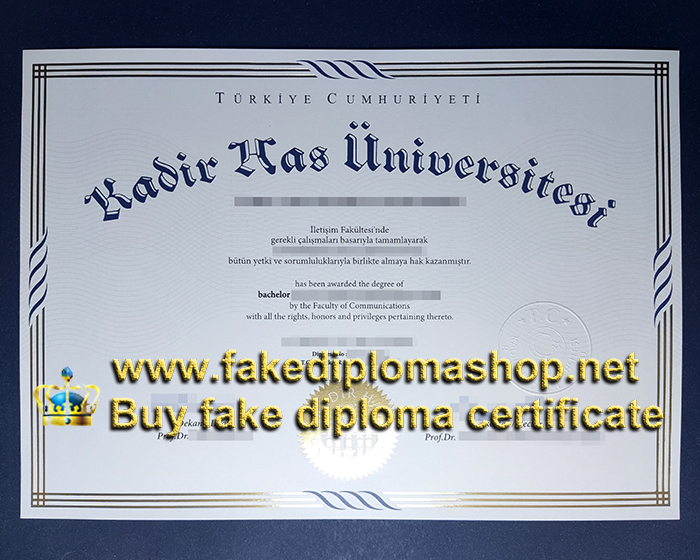 TÜRKİYE CUMHURİYETİ
Kadir Has Üniversitesi
İletişim Fakültesi'nde
gerekli çalışmaları basarıyla tamamlayarak
bütün yetki ve sorumluluklarıyla birlikte almaya hak kazanmıştır.
has been awarded the degree of
bachelor
by the Faculty of Communications
with all the rights, honors and privileges pertaining thereto.
www.fakediplomashop.net
Buy fake diploma certificate
Dekan
Prof.Dr.
Prof.Dr.